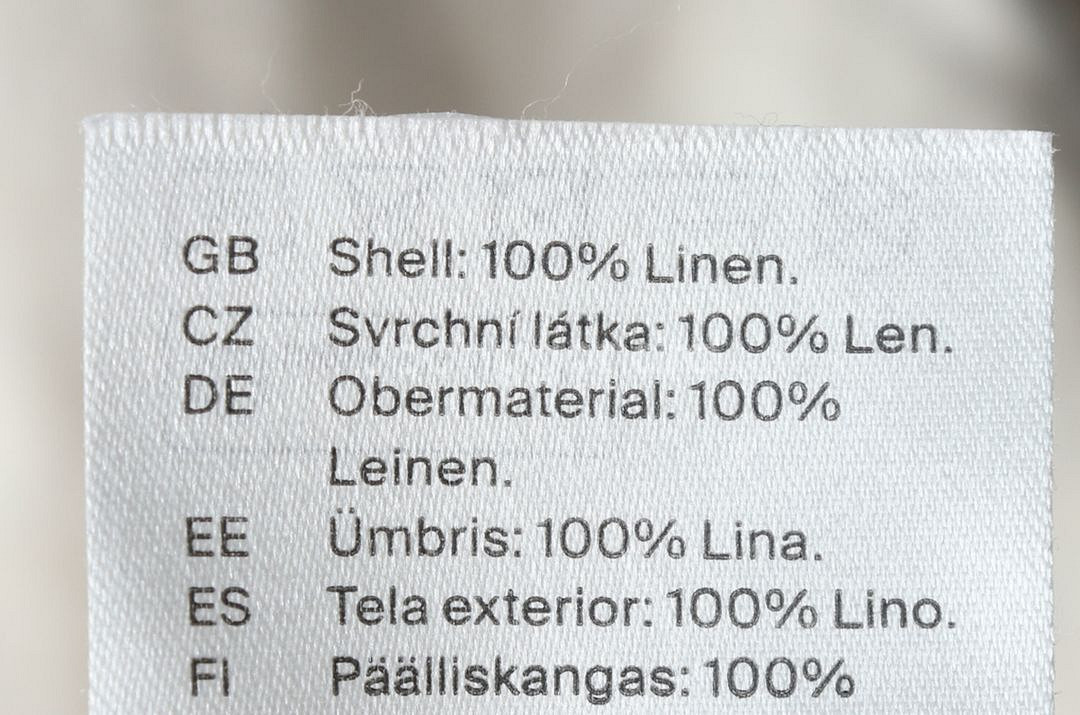 GB Shell: 100% Linen.
CZ Svrchní látka: 100% Len.
DE Obermaterial: 100%
Leinen.
EE Ümbris: 100% Lina.
ES Tela exterior: 100% Lino.
FI Päälliskangas: 100%